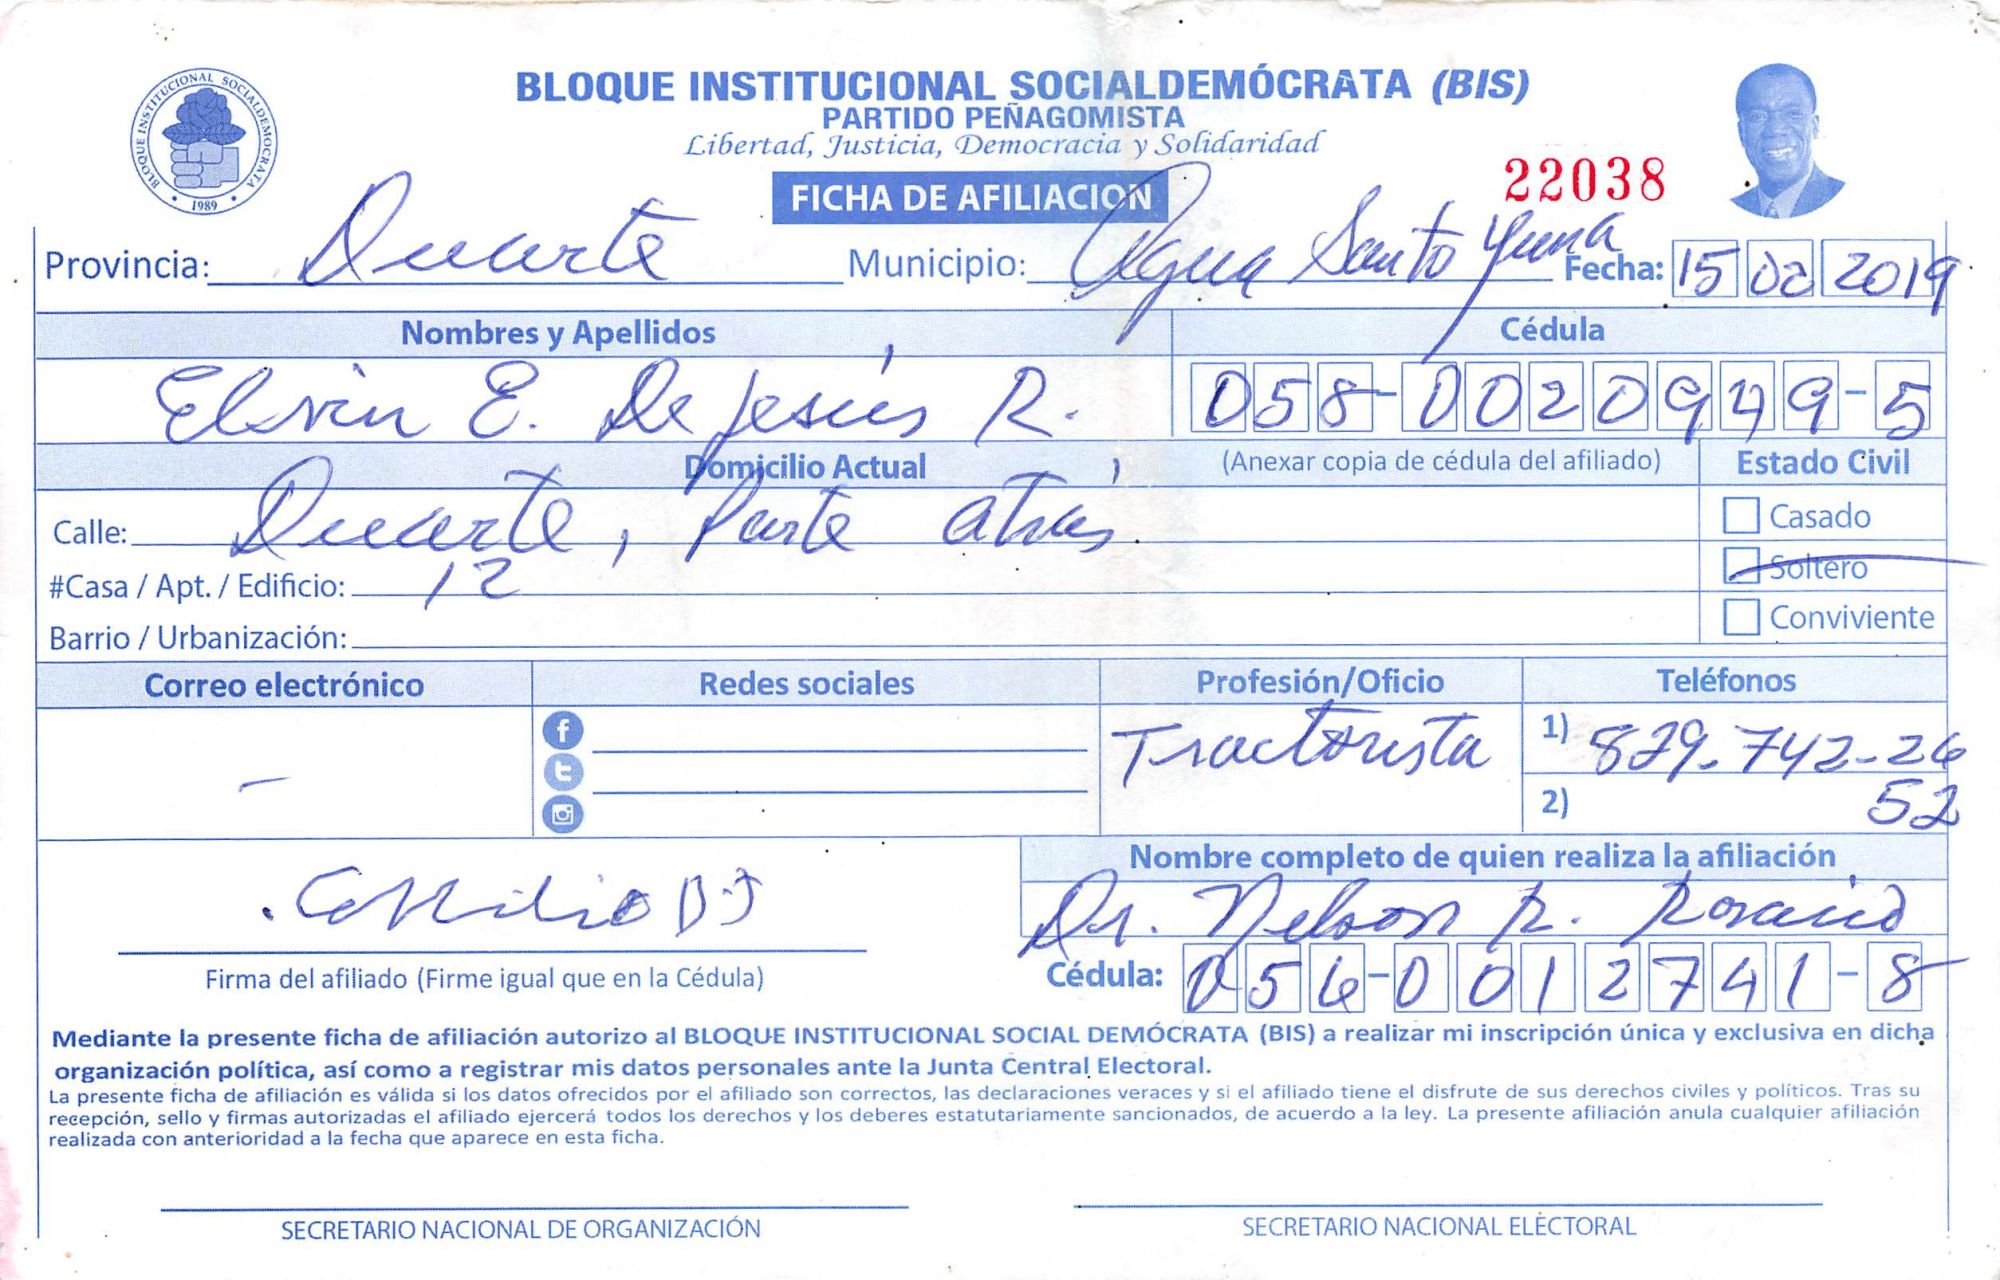 BLOQUE INSTITUCIONAL SOCIALDEMÓCRATA (BIS)
PARTIDO PEÑAGOMISTA
Libertad, Justicia, Democracia y Solidaridad
BLOQUE INSTITUCIONAL SOCIALDEMOCRATA
1989
FICHA DE AFILIACION
22038
Provincia: Duarte Municipio: Agua Santo Yuna Fecha: 15 02 2019
Nombres y Apellidos Cédula
Elvin E. De Jesús R. 058-0020949-5
Domicilio Actual (Anexar copia de cédula del afiliado) Estado Civil
Calle: Duarte, Parte atrás. Casado
#Casa / Apt. / Edificio: 12 Soltero
Barrio / Urbanización: Conviviente
Correo electrónico Redes sociales Profesión/Oficio Teléfonos
- Tractorista 1) 829-742-26
2) 52
Nombre completo de quien realiza la afiliación
Dr. Nelson R. Rosario
Firma del afiliado (Firme igual que en la Cédula) Cédula: 056-0012741-8
Mediante la presente ficha de afiliación autorizo al BLOQUE INSTITUCIONAL SOCIAL DEMÓCRATA (BIS) a realizar mi inscripción única y exclusiva en dicha
organización política, así como a registrar mis datos personales ante la Junta Central Electoral.
La presente ficha de afiliación es válida si los datos ofrecidos por el afiliado son correctos, las declaraciones veraces y si el afiliado tiene el disfrute de sus derechos civiles y políticos. Tras su
recepción, sello y firmas autorizadas el afiliado ejercerá todos los derechos y los deberes estatutariamente sancionados, de acuerdo a la ley. La presente afiliación anula cualquier afiliación
realizada con anterioridad a la fecha que aparece en esta ficha.
SECRETARIO NACIONAL DE ORGANIZACIÓN SECRETARIO NACIONAL ELECTORAL